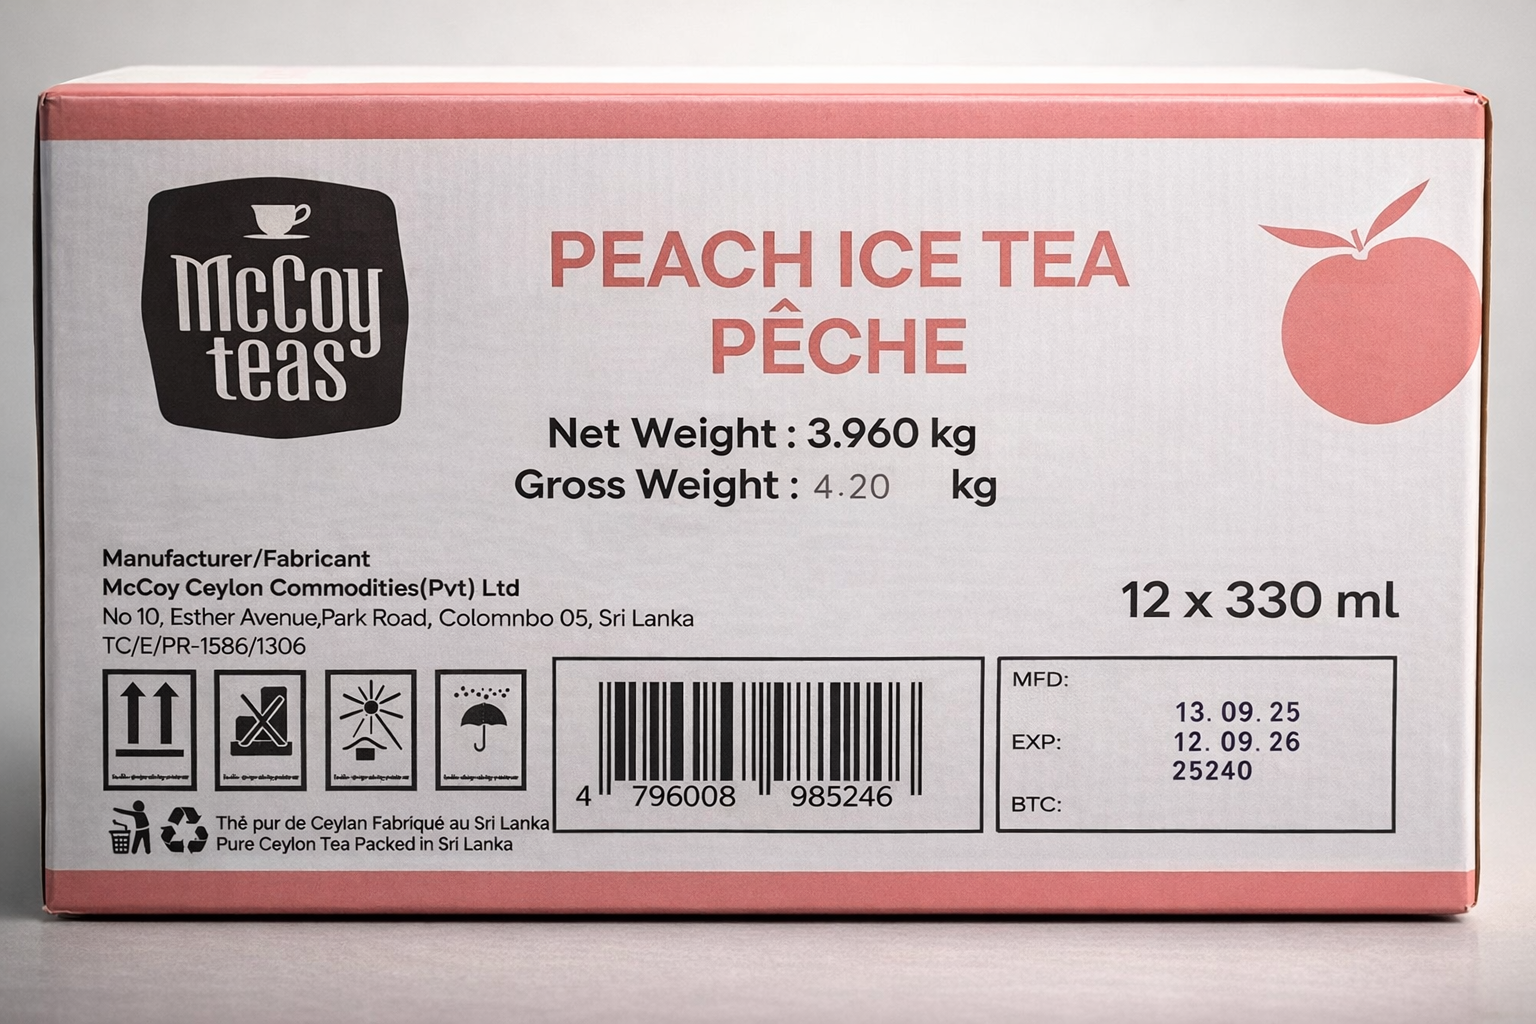 McCoy
teas
PEACH ICE TEA
PÊCHE
Net Weight : 3.960 kg
Gross Weight : 4.20 kg
Manufacturer/Fabricant
McCoy Ceylon Commodities(Pvt) Ltd
No 10, Esther Avenue,Park Road, Colomnbo 05, Sri Lanka
TC/E/PR-1586/1306
12 x 330 ml
4 796008 985246
MFD:
13. 09. 25
EXP: 12. 09. 26
25240
BTC:
Thê pur de Ceylan Fabriqué au Sri Lanka
Pure Ceylon Tea Packed in Sri Lanka